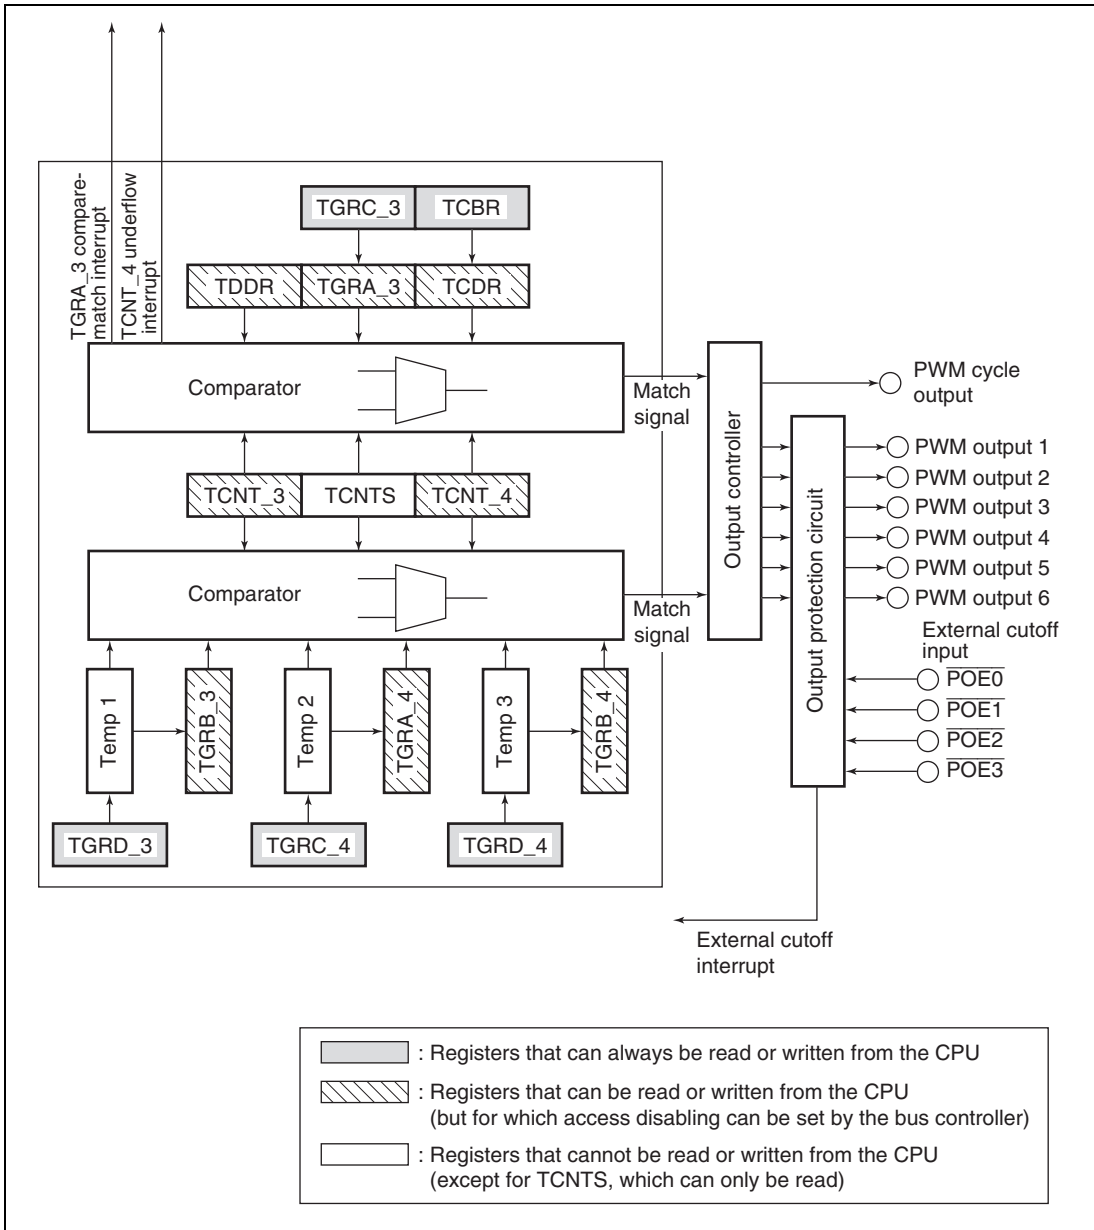 TGRA_3 compare-
match interrupt
TCNT_4 underflow
interrupt
TGRC_3
TCBR
TDDR
TGRA_3
TCDR
Comparator
Match
signal
TCNT_3
TCNTS
TCNT_4
Comparator
Match
signal
Temp 1
TGRB_3
Temp 2
TGRA_4
Temp 3
TGRB_4
TGRD_3
TGRC_4
TGRD_4
Output controller
Output protection circuit
PWM cycle
output
PWM output 1
PWM output 2
PWM output 3
PWM output 4
PWM output 5
PWM output 6
External cutoff
input
POE0
POE1
POE2
POE3
External cutoff
interrupt
: Registers that can always be read or written from the CPU
: Registers that can be read or written from the CPU
(but for which access disabling can be set by the bus controller)
: Registers that cannot be read or written from the CPU
(except for TCNTS, which can only be read)